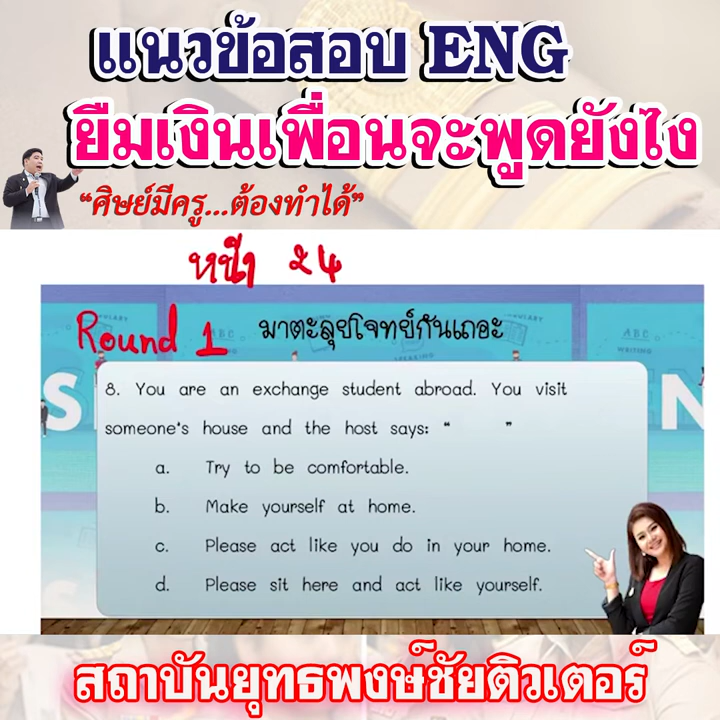 แนวข้อสอบ ENG
ยืมเงินเพื่อนจะพูดยังไง
“ศิษย์มีครู...ต้องทำได้”
หน้า 24
Round 1 มาตะลุยโจทย์กันเถอะ
8. You are an exchange student abroad. You visit
someone's house and the host says: “ ”
a. Try to be comfortable.
b. Make yourself at home.
c. Please act like you do in your home.
d. Please sit here and act like yourself.
สถาบันยุทธพงษ์ชัยติวเตอร์